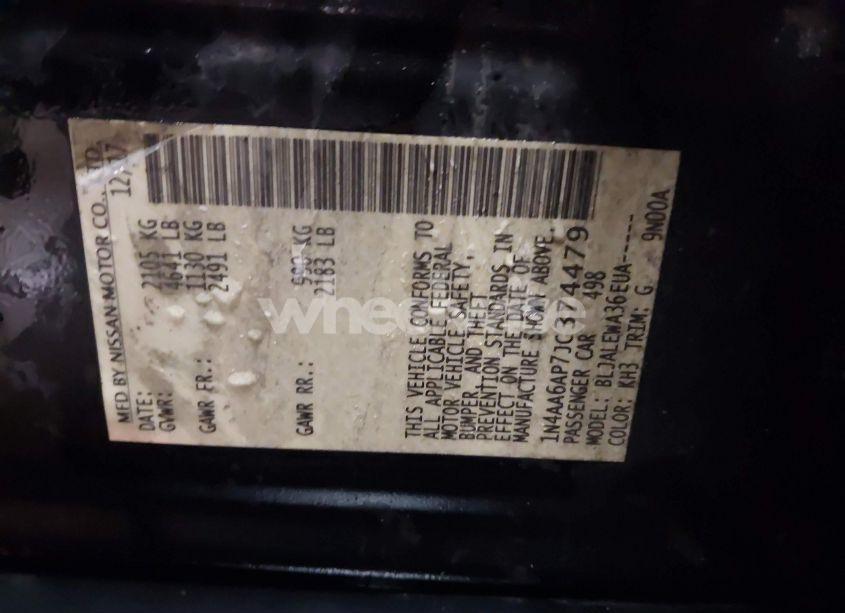 MFD BY NISSAN MOTOR CO., LTD.
DATE: 12/17
GVWR: 2105 KG
4641 LB
GAWR FR.: 1130 KG
2491 LB
GAWR RR.: 990 KG
2183 LB
THIS VEHICLE CONFORMS TO
ALL APPLICABLE FEDERAL
MOTOR VEHICLE SAFETY,
BUMPER, AND THEFT
PREVENTION STANDARDS IN
EFFECT ON THE DATE OF
MANUFACTURE SHOWN ABOVE.
1N4AA6AP7JC374479
PASSENGER CAR 498
MODEL: BLJALEWA36EUA-----
COLOR: KH3 TRIM: G 9N00A